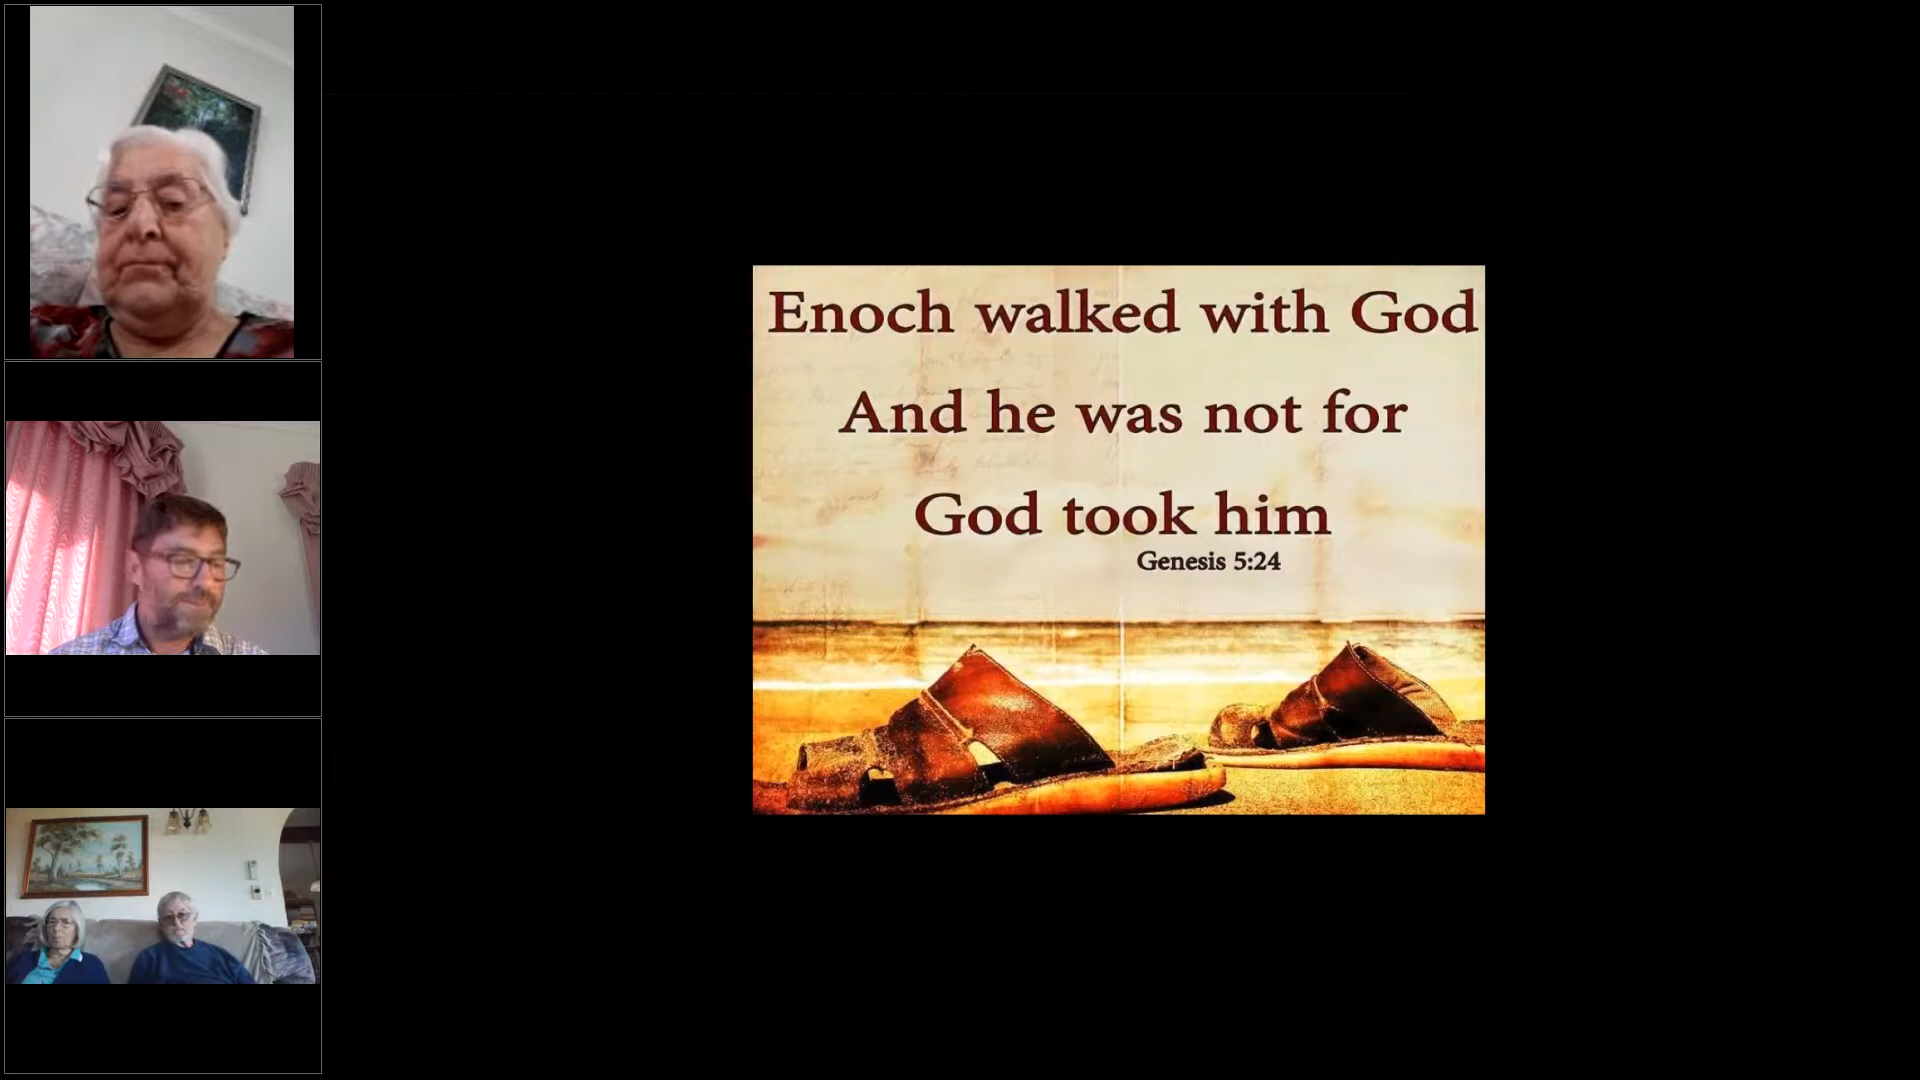 Enoch walked with God
And he was not for
God took him
Genesis 5:24